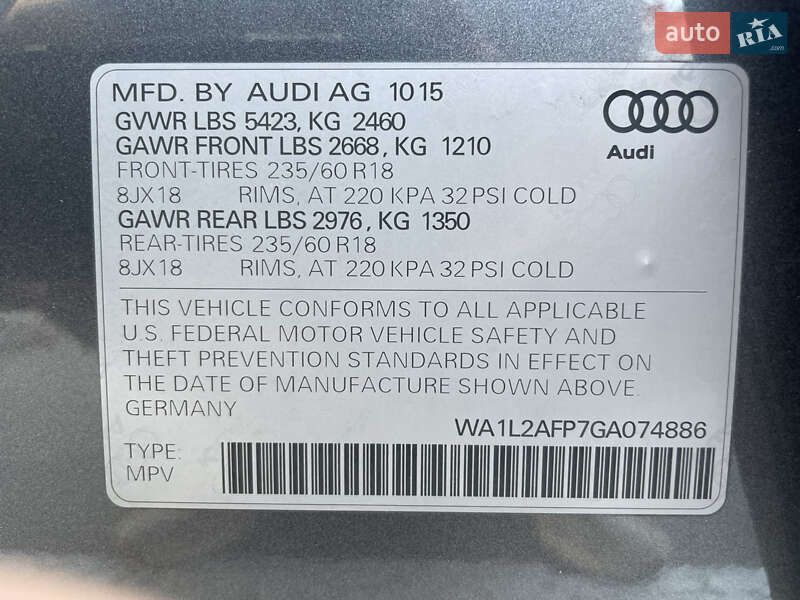 auto RIA.com
MFD. BY AUDI AG 1015
Audi
GVWR LBS 5423, KG 2460
GAWR FRONT LBS 2668, KG 1210
FRONT-TIRES 235/60 R18
8JX18 RIMS, AT 220 KPA 32 PSI COLD
GAWR REAR LBS 2976, KG 1350
REAR-TIRES 235/60 R18
8JX18 RIMS, AT 220 KPA 32 PSI COLD
THIS VEHICLE CONFORMS TO ALL APPLICABLE
U.S. FEDERAL MOTOR VEHICLE SAFETY AND
THEFT PREVENTION STANDARDS IN EFFECT ON
THE DATE OF MANUFACTURE SHOWN ABOVE.
GERMANY
WA1L2AFP7GA074886
TYPE:
MPV